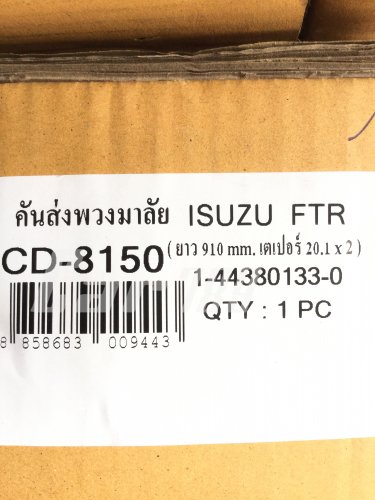 คันส่งพวงมาลัย ISUZU FTR
CD-8150 (ยาว 910 mm. เตเปอร์ 20.1 x 2)
1-44380133-0
QTY : 1 PC
8 858683 009443